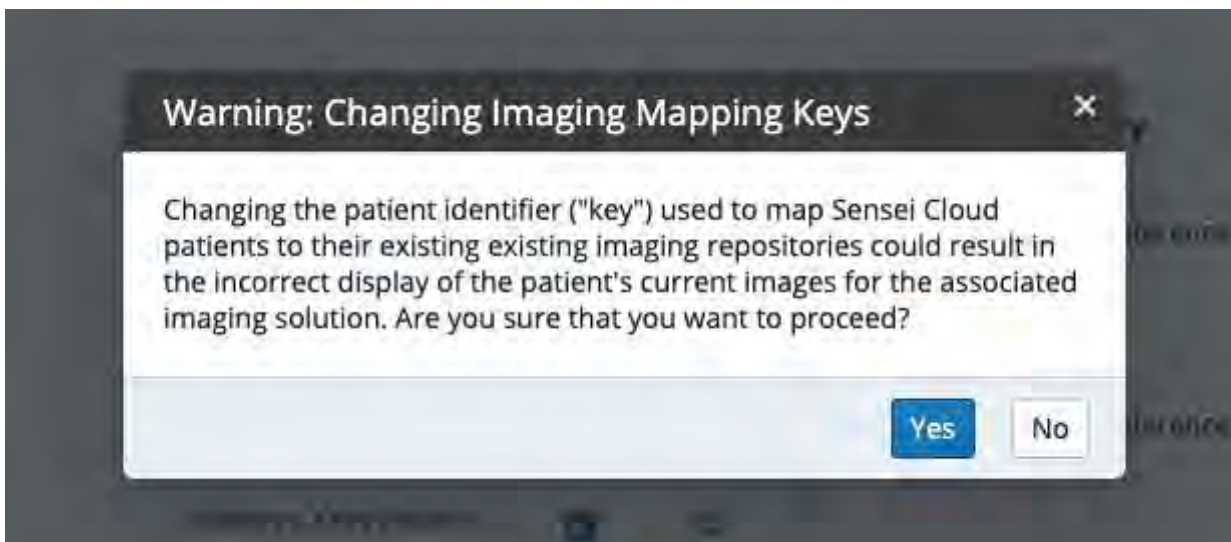 Warning: Changing Imaging Mapping Keys
×
Changing the patient identifier ("key") used to map Sensei Cloud
patients to their existing existing imaging repositories could result in
the incorrect display of the patient's current images for the associated
imaging solution. Are you sure that you want to proceed?
Yes
No